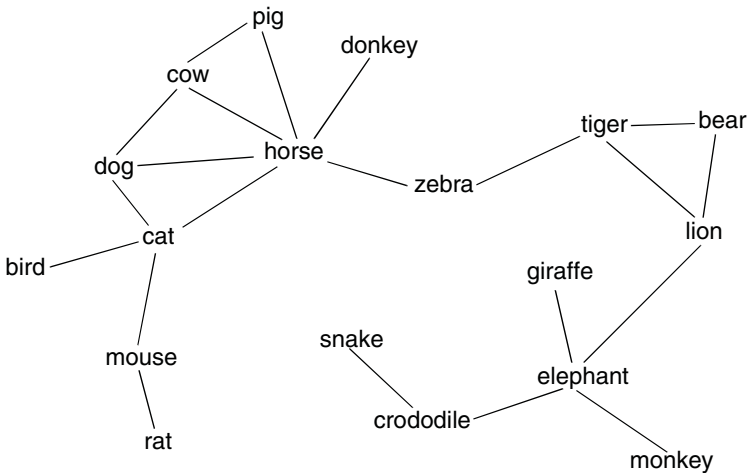 pig
donkey
cow
tiger
bear
horse
dog
zebra
cat
lion
bird
giraffe
snake
mouse
elephant
crododile
rat
monkey